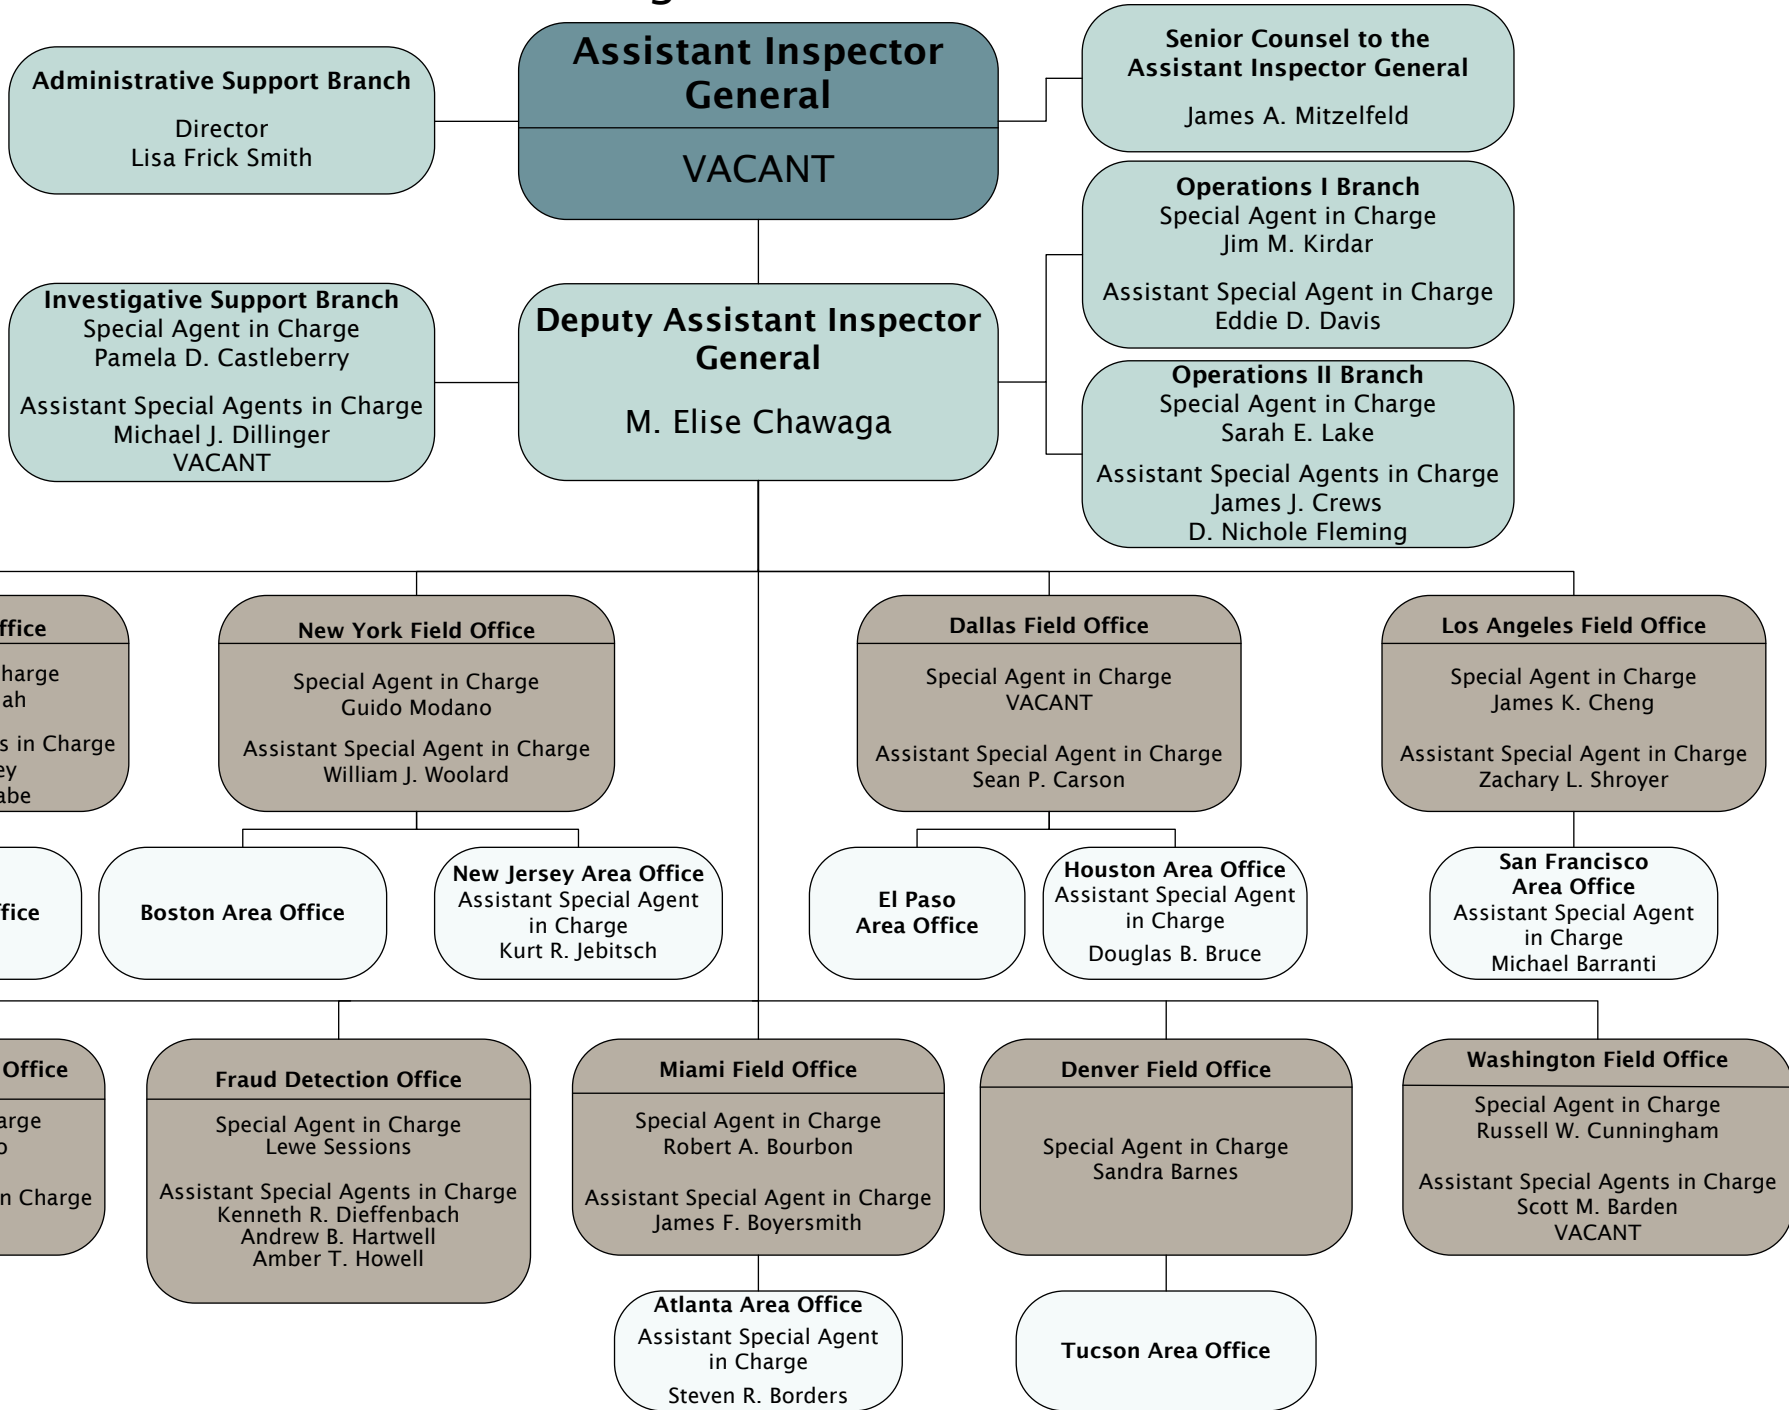 Assistant Inspector
General
VACANT
Administrative Support Branch
Director
Lisa Frick Smith
Senior Counsel to the
Assistant Inspector General
James A. Mitzelfeld
Operations I Branch
Special Agent in Charge
Jim M. Kirdar
Assistant Special Agent in Charge
Eddie D. Davis
Investigative Support Branch
Special Agent in Charge
Pamela D. Castleberry
Assistant Special Agents in Charge
Michael J. Dillinger
VACANT
Deputy Assistant Inspector
General
M. Elise Chawaga
Operations II Branch
Special Agent in Charge
Sarah E. Lake
Assistant Special Agents in Charge
James J. Crews
D. Nichole Fleming
ffice
harge
ah
s in Charge
ey
abe
New York Field Office
Special Agent in Charge
Guido Modano
Assistant Special Agent in Charge
William J. Woolard
Dallas Field Office
Special Agent in Charge
VACANT
Assistant Special Agent in Charge
Sean P. Carson
Los Angeles Field Office
Special Agent in Charge
James K. Cheng
Assistant Special Agent in Charge
Zachary L. Shroyer
fice
Boston Area Office
New Jersey Area Office
Assistant Special Agent
in Charge
Kurt R. Jebitsch
El Paso
Area Office
Houston Area Office
Assistant Special Agent
in Charge
Douglas B. Bruce
San Francisco
Area Office
Assistant Special Agent
in Charge
Michael Barranti
Office
arge
o
n Charge
Fraud Detection Office
Special Agent in Charge
Lewe Sessions
Assistant Special Agents in Charge
Kenneth R. Dieffenbach
Andrew B. Hartwell
Amber T. Howell
Miami Field Office
Special Agent in Charge
Robert A. Bourbon
Assistant Special Agent in Charge
James F. Boyersmith
Denver Field Office
Special Agent in Charge
Sandra Barnes
Washington Field Office
Special Agent in Charge
Russell W. Cunningham
Assistant Special Agents in Charge
Scott M. Barden
VACANT
Atlanta Area Office
Assistant Special Agent
in Charge
Steven R. Borders
Tucson Area Office